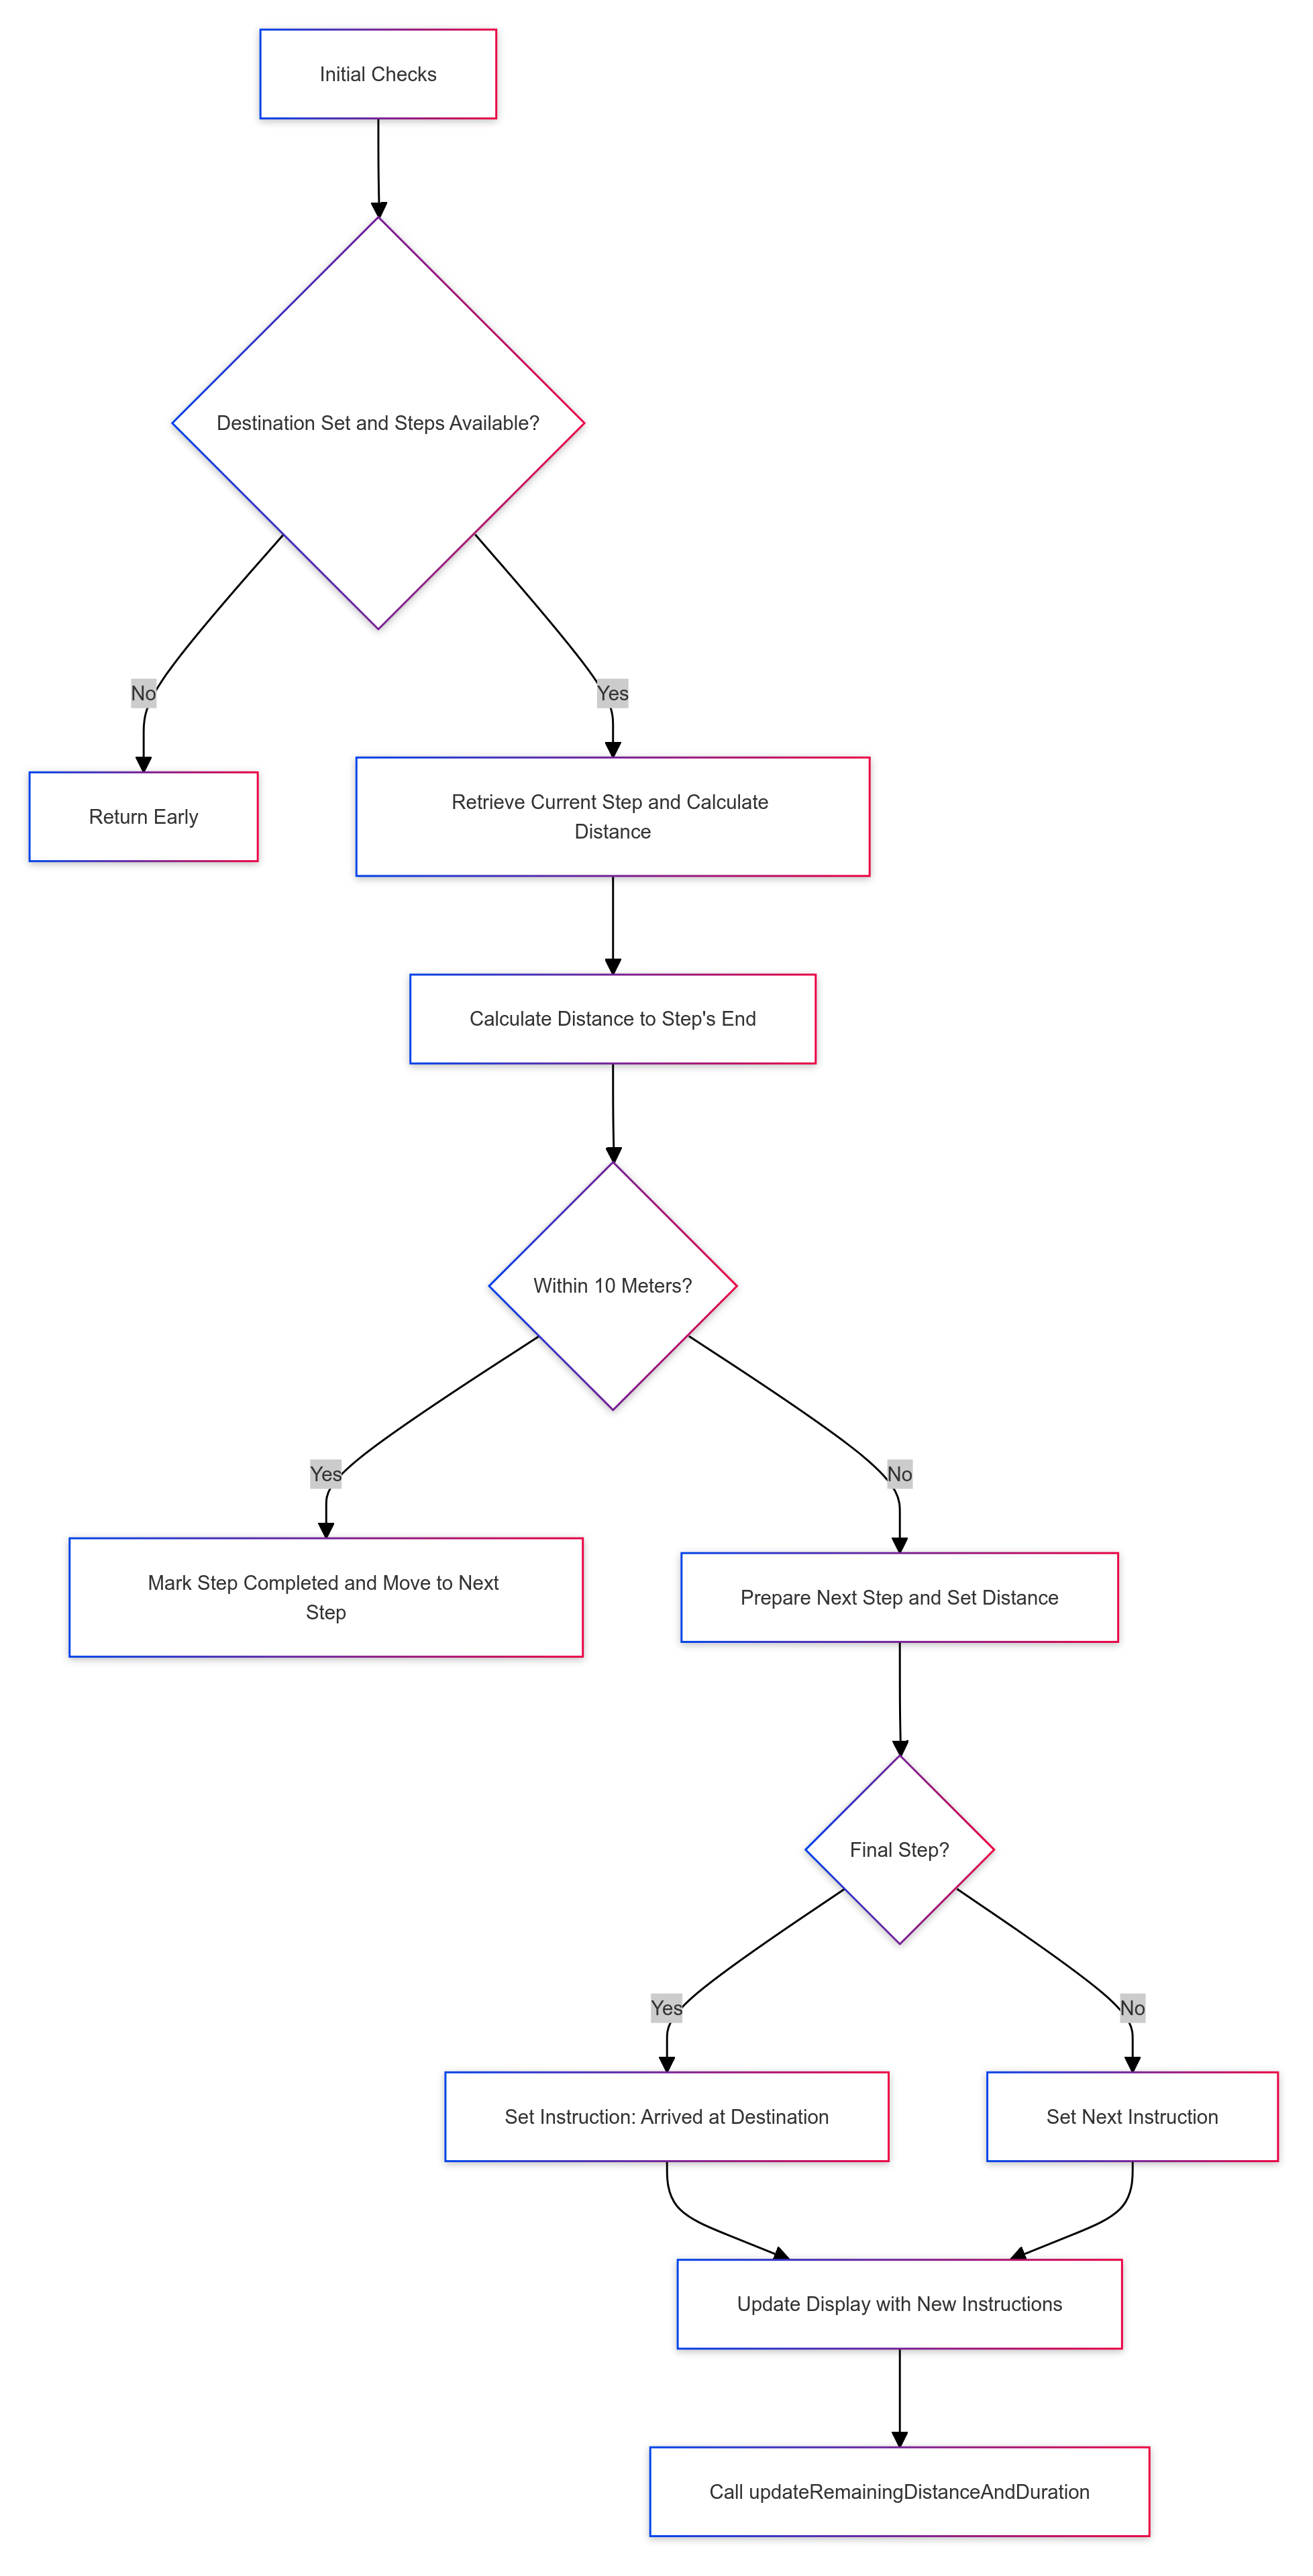 Initial Checks
Destination Set and Steps Available?
No
Yes
Return Early
Retrieve Current Step and Calculate
Distance
Calculate Distance to Step's End
Within 10 Meters?
Yes
No
Mark Step Completed and Move to Next
Step
Prepare Next Step and Set Distance
Final Step?
Yes
No
Set Instruction: Arrived at Destination
Set Next Instruction
Update Display with New Instructions
Call updateRemainingDistanceAndDuration